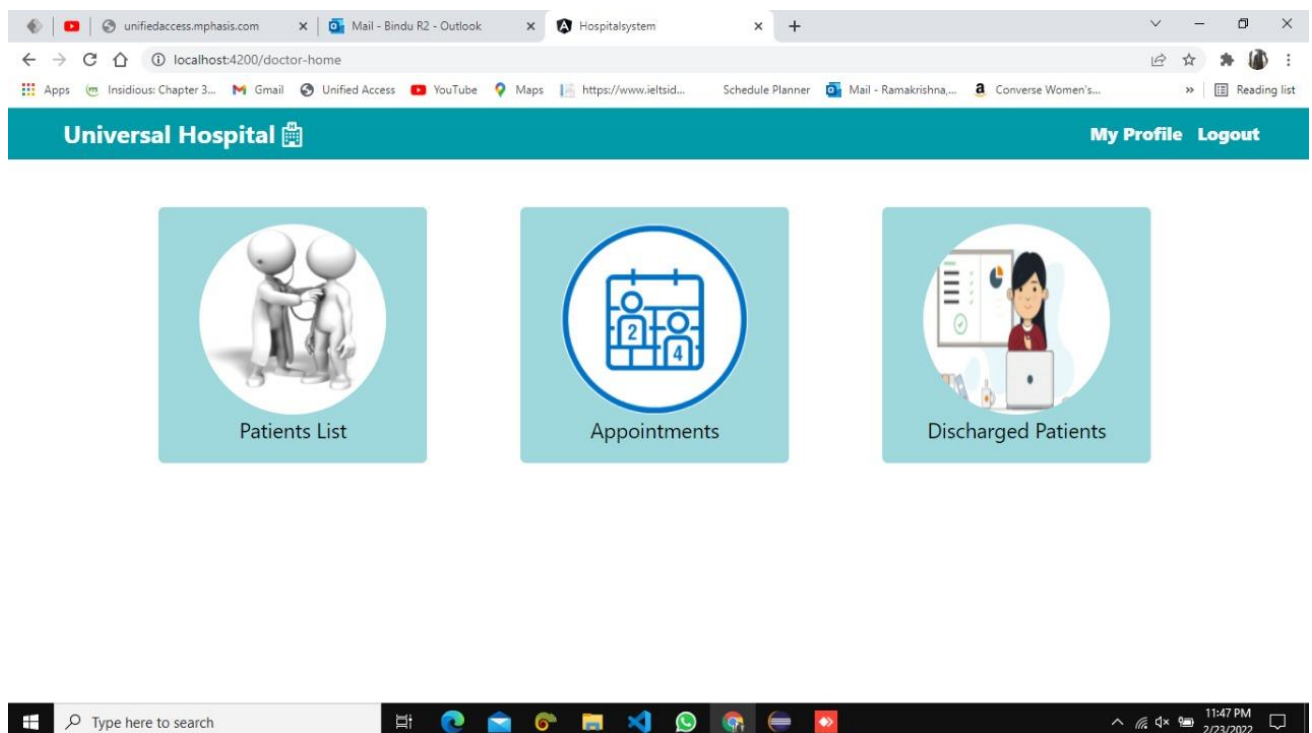 unifiedaccess.mphasis.com Mail - Bindu R2 - Outlook Hospitalsystem
localhost:4200/doctor-home
Apps Insidious: Chapter 3... Gmail Unified Access YouTube Maps https://www.ieltsid... Schedule Planner Mail - Ramakrishna,... Converse Women's... » Reading list
Universal Hospital My Profile Logout
2
4
Patients List Appointments Discharged Patients
Type here to search 11:47 PM
2/23/2022